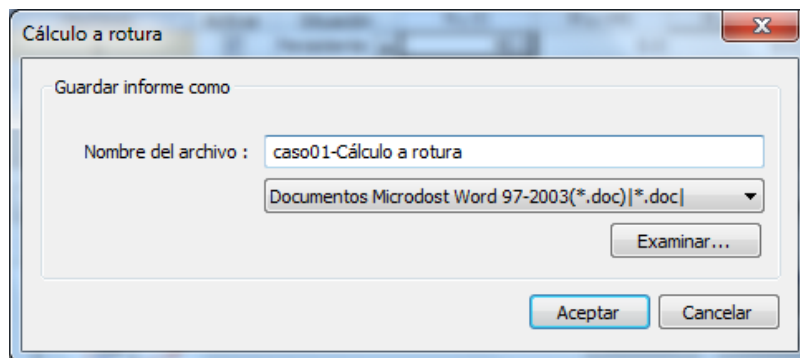 Cálculo a rotura
Guardar informe como
Nombre del archivo : caso01-Cálculo a rotura
Documentos Microdost Word 97-2003(*.doc)|*.doc|
Examinar...
Aceptar Cancelar